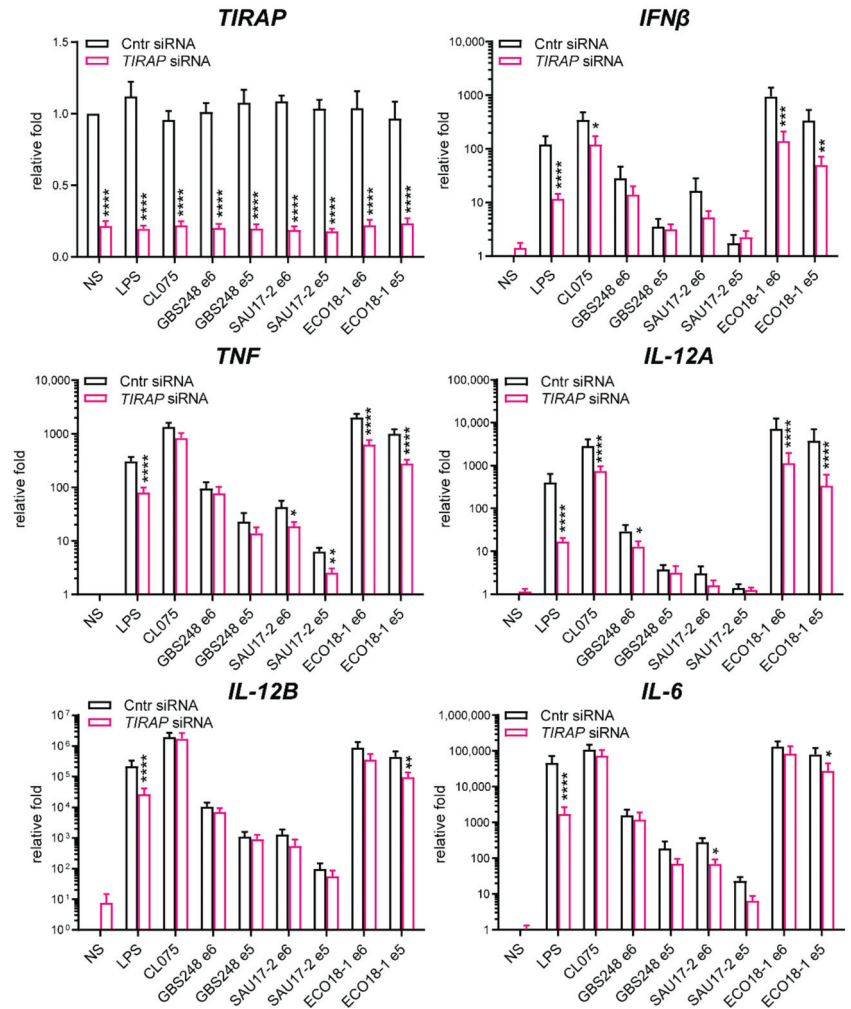 TIRAP
Cntr siRNA
TIRAP siRNA
relative fold
1.5
1.0
0.5
0.0
****
****
****
****
****
****
****
****
****
NS
LPS
CL075
GBS248 e6
GBS248 e5
SAU17-2 e6
SAU17-2 e5
ECO18-1 e6
ECO18-1 e5
IFNβ
Cntr siRNA
TIRAP siRNA
relative fold
10,000
1000
100
10
1
****
*
***
**
NS
LPS
CL075
GBS248 e6
GBS248 e5
SAU17-2 e6
SAU17-2 e5
ECO18-1 e6
ECO18-1 e5
TNF
Cntr siRNA
TIRAP siRNA
relative fold
10,000
1000
100
10
1
****
*
**
****
****
NS
LPS
CL075
GBS248 e6
GBS248 e5
SAU17-2 e6
SAU17-2 e5
ECO18-1 e6
ECO18-1 e5
IL-12A
Cntr siRNA
TIRAP siRNA
relative fold
100,000
10,000
1000
100
10
1
****
****
*
****
****
NS
LPS
CL075
GBS248 e6
GBS248 e5
SAU17-2 e6
SAU17-2 e5
ECO18-1 e6
ECO18-1 e5
IL-12B
Cntr siRNA
TIRAP siRNA
relative fold
10⁷
10⁶
10⁵
10⁴
10³
10²
10¹
10⁰
****
**
NS
LPS
CL075
GBS248 e6
GBS248 e5
SAU17-2 e6
SAU17-2 e5
ECO18-1 e6
ECO18-1 e5
IL-6
Cntr siRNA
TIRAP siRNA
relative fold
1,000,000
100,000
10,000
1000
100
10
1
****
*
*
NS
LPS
CL075
GBS248 e6
GBS248 e5
SAU17-2 e6
SAU17-2 e5
ECO18-1 e6
ECO18-1 e5